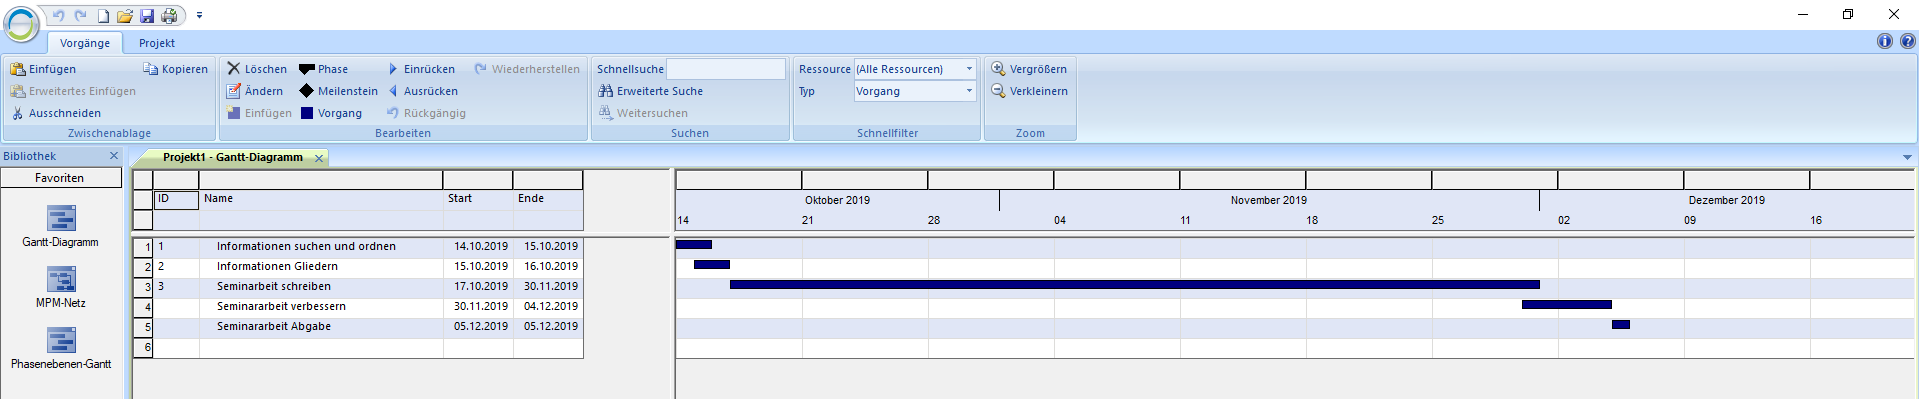 Vorgänge Projekt
Einfügen Kopieren Löschen Phase Einrücken Wiederherstellen Schnellsuche Ressource (Alle Ressourcen) Vergrößern
Erweitertes Einfügen Ändern Meilenstein Ausrücken Erweiterte Suche Typ Vorgang Verkleinern
Ausschneiden Einfügen Vorgang Rückgängig Weitersuchen
Zwischenablage Bearbeiten Suchen Schnellfilter Zoom
Bibliothek
Favoriten
Gantt-Diagramm
MPM-Netz
Phasenebenen-Gantt
Projekt1 - Gantt-Diagramm
ID Name Start Ende
1 1 Informationen suchen und ordnen 14.10.2019 15.10.2019
2 2 Informationen Gliedern 15.10.2019 16.10.2019
3 3 Seminarbeit schreiben 17.10.2019 30.11.2019
4 Seminararbeit verbessern 30.11.2019 04.12.2019
5 Seminararbeit Abgabe 05.12.2019 05.12.2019
6
Oktober 2019 November 2019 Dezember 2019
14 21 28 04 11 18 25 02 09 16